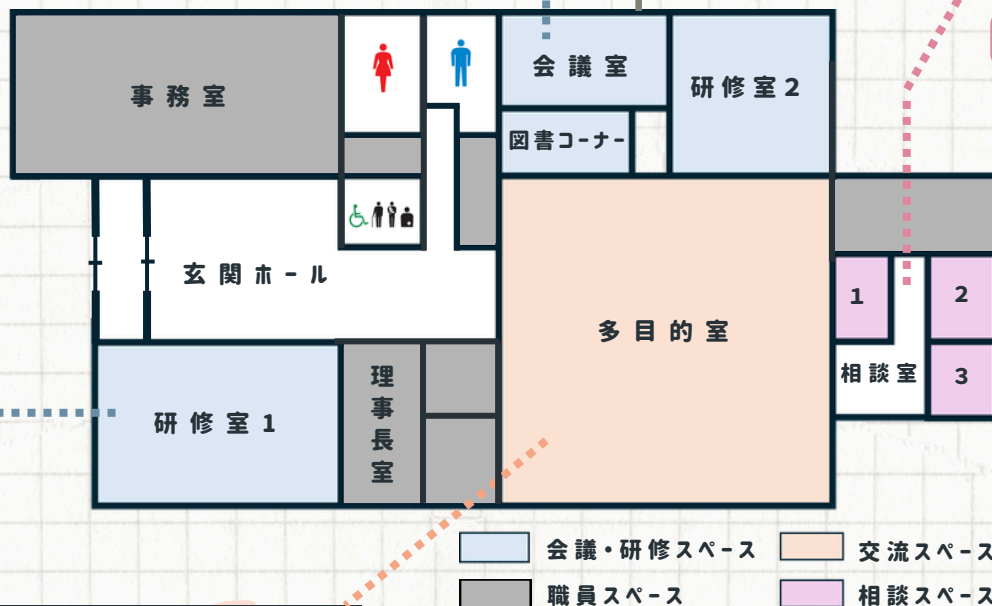 事務室
会議室
研修室2
図書コーナー
玄関ホール
多目的室
1
2
3
相談室
研修室1
理事長室
会議・研修スペース
交流スペース
職員スペース
相談スペース